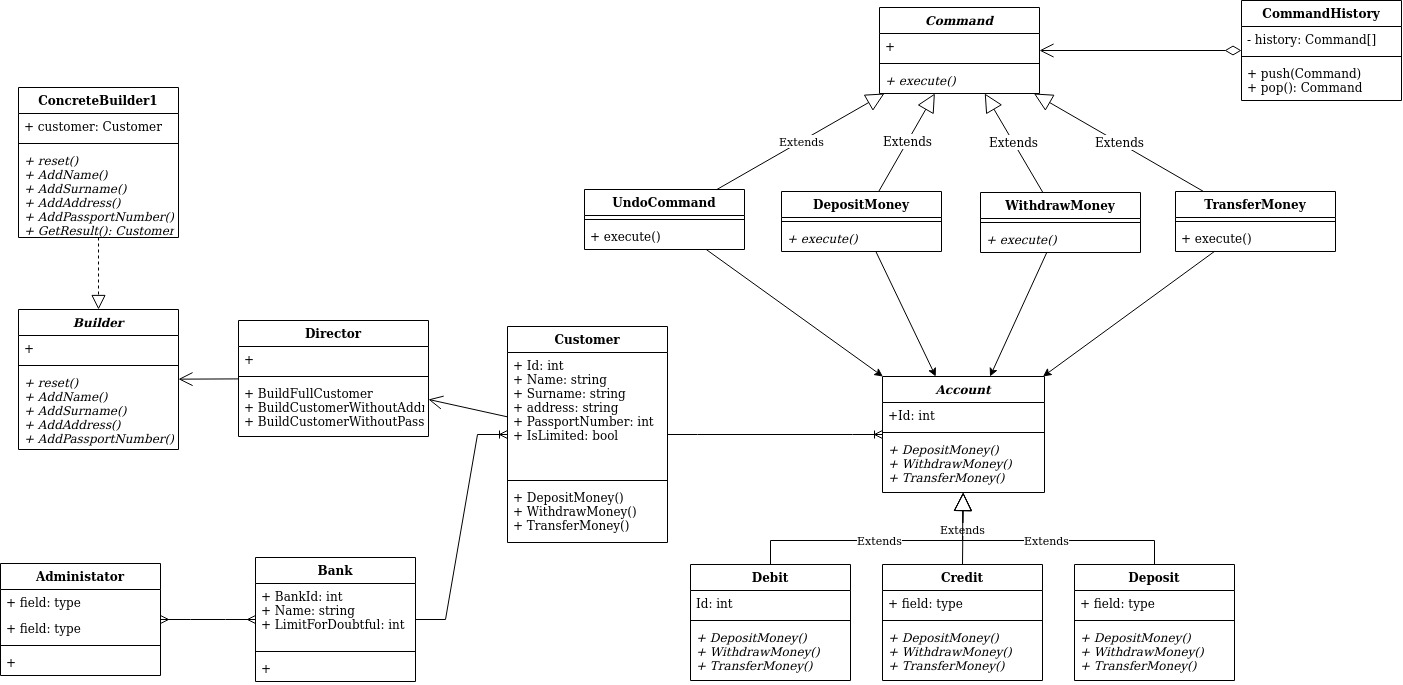 Command
+
+ execute()
CommandHistory
- history: Command[]
+ push(Command)
+ pop(): Command
ConcreteBuilder1
+ customer: Customer
+ reset()
+ AddName()
+ AddSurname()
+ AddAddress()
+ AddPassportNumber()
+ GetResult(): Customer
Extends
Extends
Extends
Extends
UndoCommand
+ execute()
DepositMoney
+ execute()
WithdrawMoney
+ execute()
TransferMoney
+ execute()
Builder
+
+ reset()
+ AddName()
+ AddSurname()
+ AddAddress()
+ AddPassportNumber()
Director
+
+ BuildFullCustomer
+ BuildCustomerWithoutAddr
+ BuildCustomerWithoutPass
Customer
+ Id: int
+ Name: string
+ Surname: string
+ address: string
+ PassportNumber: int
+ IsLimited: bool
+ DepositMoney()
+ WithdrawMoney()
+ TransferMoney()
Account
+Id: int
+ DepositMoney()
+ WithdrawMoney()
+ TransferMoney()
Extends
Extends
Extends
Administator
+ field: type
+ field: type
+
Bank
+ BankId: int
+ Name: string
+ LimitForDoubtful: int
+
Debit
Id: int
+ DepositMoney()
+ WithdrawMoney()
+ TransferMoney()
Credit
+ field: type
+ DepositMoney()
+ WithdrawMoney()
+ TransferMoney()
Deposit
+ field: type
+ DepositMoney()
+ WithdrawMoney()
+ TransferMoney()